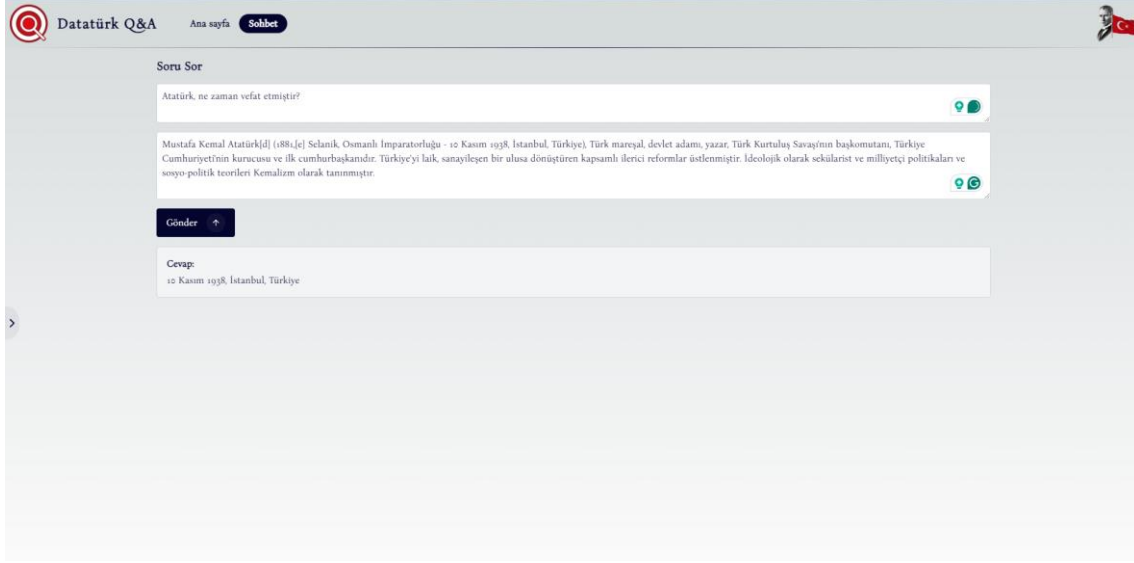 Datatürk Q&A
Ana sayfa
Sohbet
Soru Sor
Atatürk, ne zaman vefat etmiştir?
Mustafa Kemal Atatürk[d] (1881,[e] Selanik, Osmanlı İmparatorluğu - 10 Kasım 1938, İstanbul, Türkiye), Türk mareşal, devlet adamı, yazar, Türk Kurtuluş Savaşı'nın başkomutanı, Türkiye
Cumhuriyeti'nin kurucusu ve ilk cumhurbaşkanıdır. Türkiye'yi laik, sanayileşen bir ulusa dönüştüren kapsamlı ilerici reformlar üstlenmiştir. İdeolojik olarak sekülarist ve milliyetçi politikaları ve
sosyo-politik teorileri Kemalizm olarak tanınmıştır.
Gönder
Cevap:
10 Kasım 1938, İstanbul, Türkiye